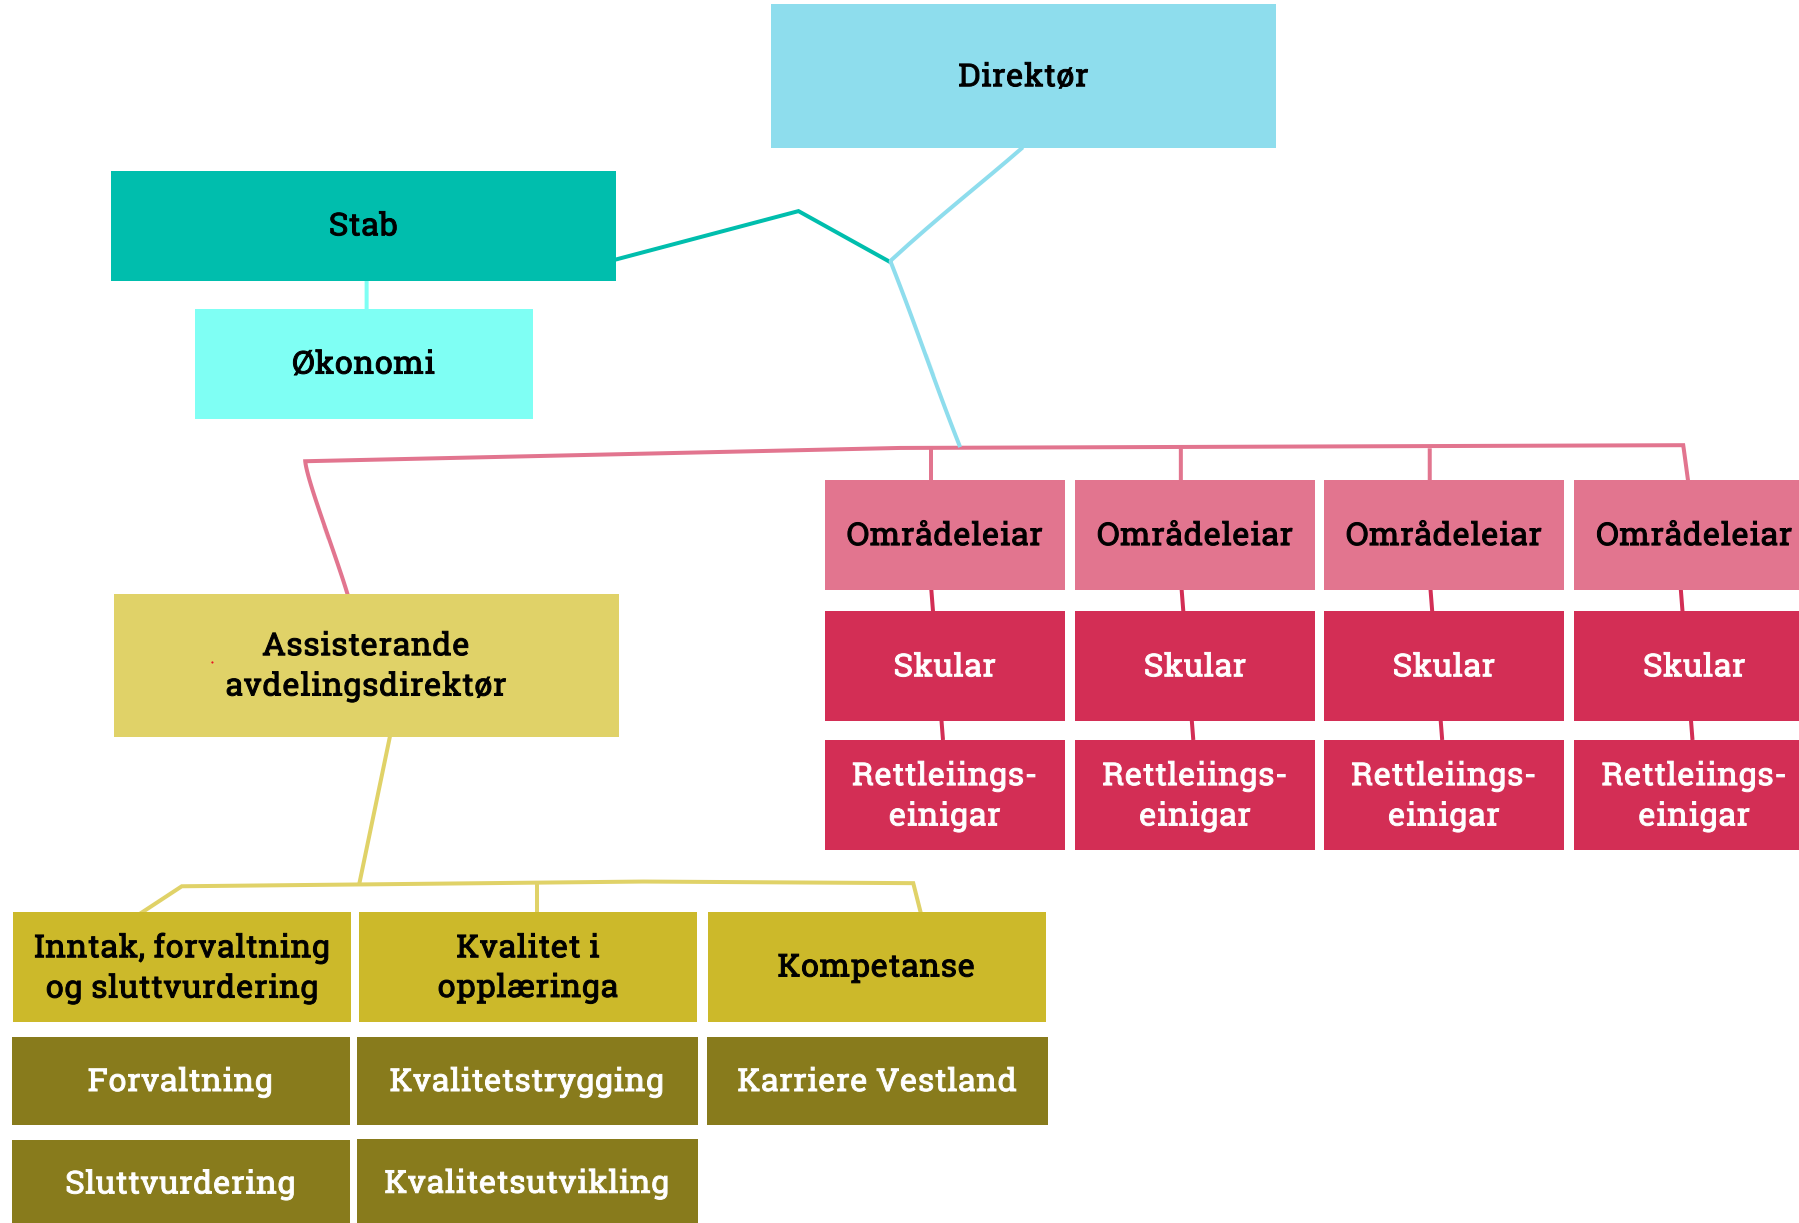 Direktør
Stab
Økonomi
Områdeleiar
Områdeleiar
Områdeleiar
Områdeleiar
Assisterande
avdelingsdirektør
Skular
Skular
Skular
Skular
Rettleiings-
einigar
Rettleiings-
einigar
Rettleiings-
einigar
Rettleiings-
einigar
Inntak, forvaltning
og sluttvurdering
Kvalitet i
opplæringa
Kompetanse
Forvaltning
Kvalitetstrygging
Karriere Vestland
Sluttvurdering
Kvalitetsutvikling